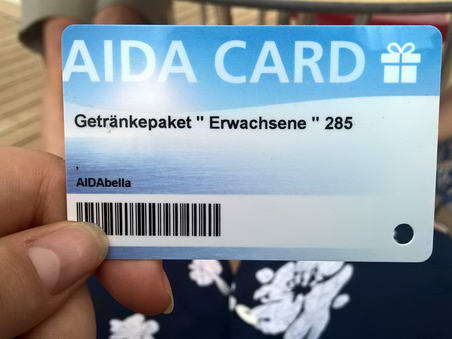 AIDA CARD
Getränkepaket " Erwachsene " 285
,
AIDAbella